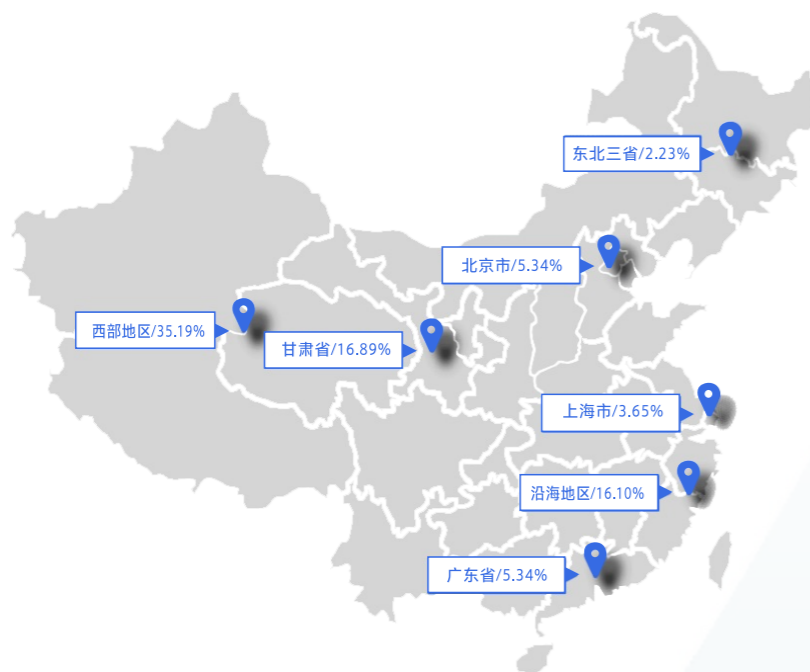 东北三省/2.23%
北京市/5.34%
西部地区/35.19%
甘肃省/16.89%
上海市/3.65%
沿海地区/16.10%
广东省/5.34%